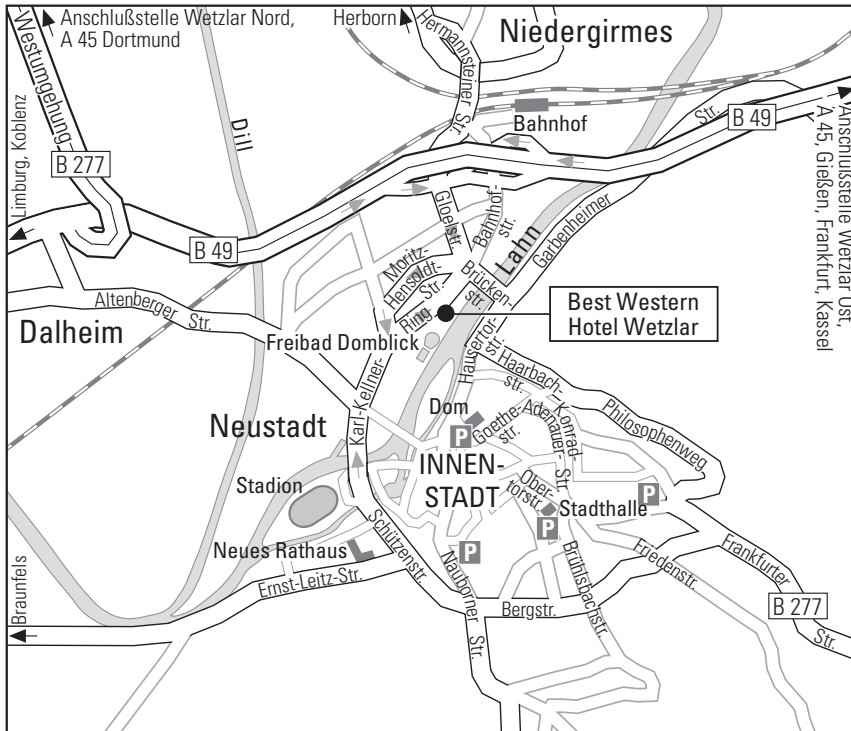 Anschlußstelle Wetzlar Nord,
A 45 Dortmund
Herborn
Niedergirmes
Westumgehung
Hermannsteiner Str.
Dill
Bahnhof
Str.
B 49
B 277
Limburg, Koblenz
Anschlußstelle Wetzlar Ost,
A 45, Gießen, Frankfurt, Kassel
Gloelstr.
Bahnhof-
str.
Lahn
Garbenheimer
B 49
Moritz-
Hensoldt-
Str.
Brücken-
str.
Altenberger
Str.
Ring
Best Western
Hotel Wetzlar
Dalheim
Freibad Domblick
Hausertor-
str.
Haarbach-
str.
Karl-Kellner-
Dom
Goethe-
str.
Konrad-
Adenauer-
Str.
Philosophenweg
Neustadt
P
INNEN-
STADT
Ober-
torstr.
Stadthalle
P
Stadion
P
Schützenstr.
Neues Rathaus
P
Nauborner
Str.
Brühlsbachstr.
Friedenstr.
Frankfurter
Str.
Ernst-Leitz-Str.
Braunfels
Bergstr.
B 277